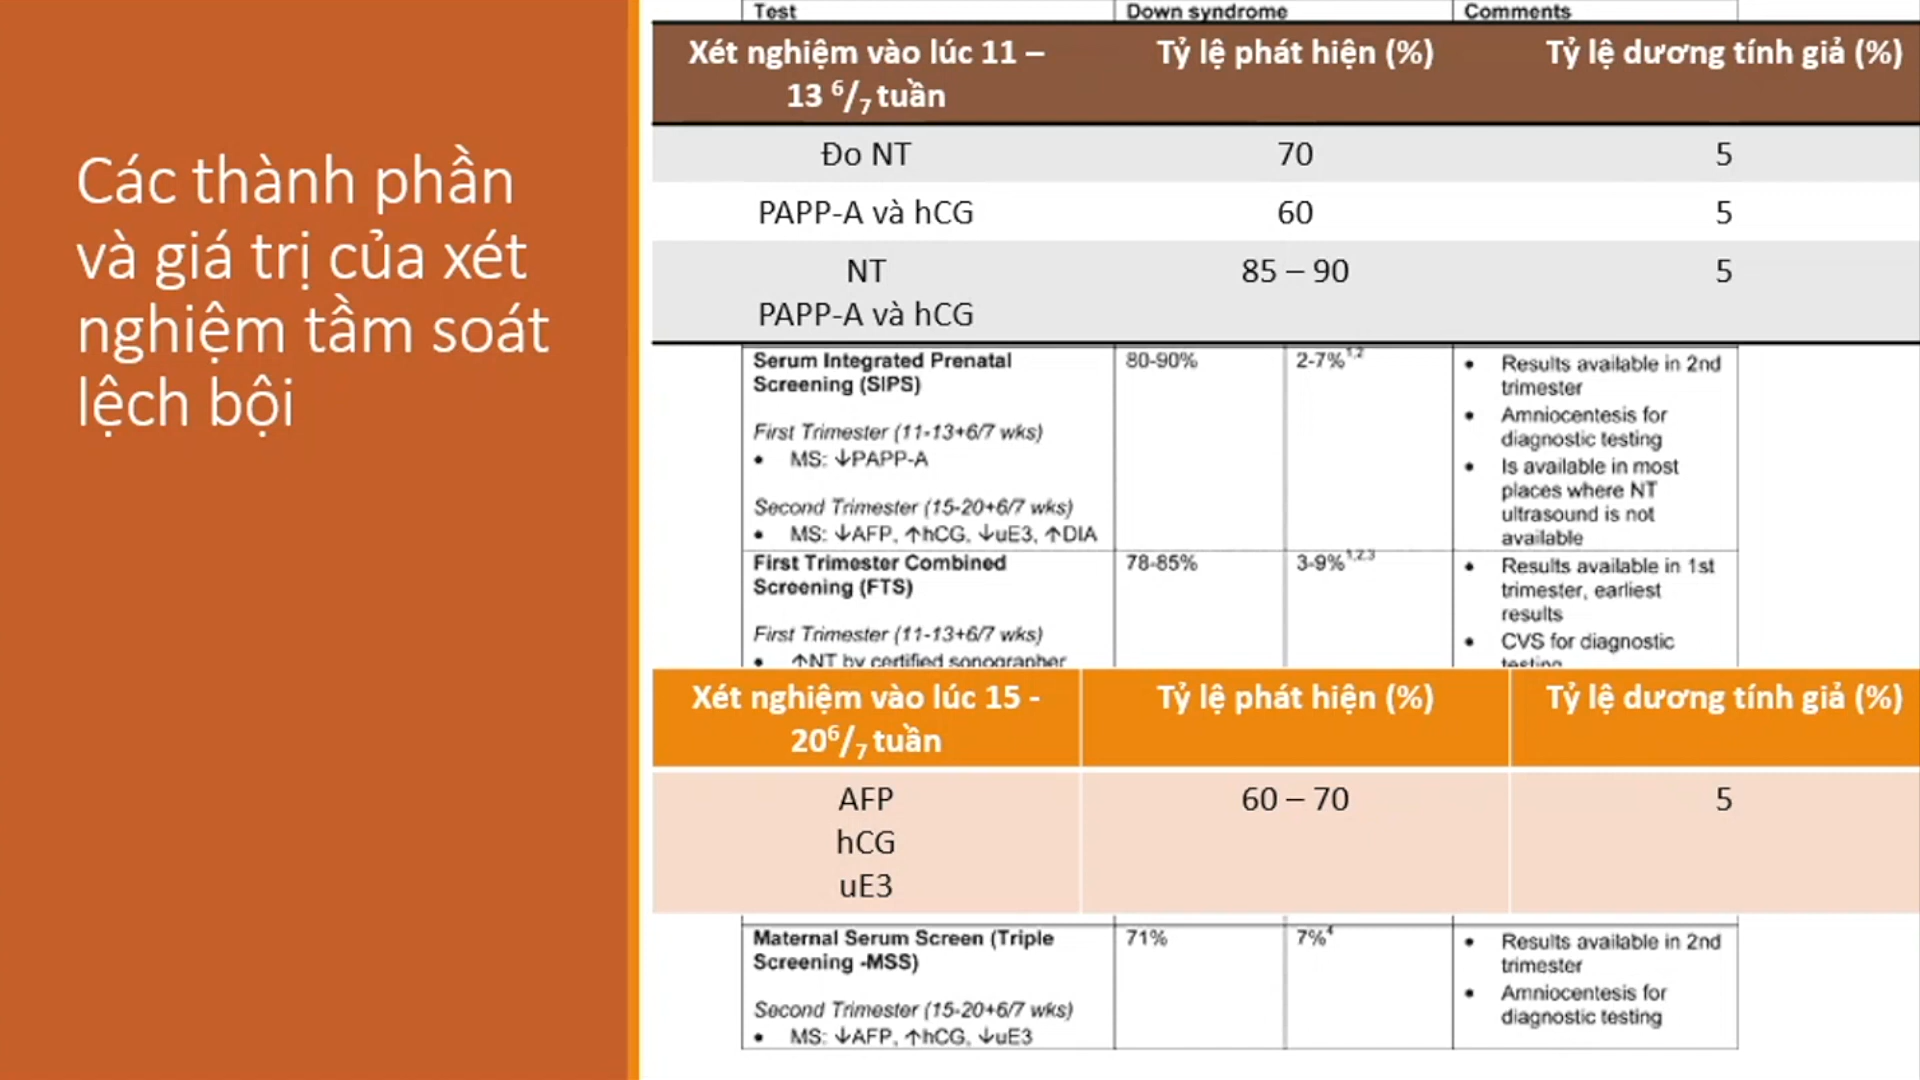 Các thành phần
và giá trị của xét
nghiệm tầm soát
lệch bội
Test Down syndrome Comments
Xét nghiệm vào lúc 11 – Tỷ lệ phát hiện (%) Tỷ lệ dương tính giả (%)
13 6/7 tuần
Đo NT 70 5
PAPP-A và hCG 60 5
NT 85 – 90 5
PAPP-A và hCG
Serum Integrated Prenatal
Screening (SIPS)
First Trimester (11-13+6/7 wks)
• MS: ↓PAPP-A
Second Trimester (15-20+6/7 wks)
• MS: ↓AFP, ↑hCG, ↓uE3, ↑DIA
80-90%
2-7%1,2
• Results available in 2nd
trimester
• Amniocentesis for
diagnostic testing
• Is available in most
places where NT
ultrasound is not
available
First Trimester Combined
Screening (FTS)
First Trimester (11-13+6/7 wks)
• ↑NT by certified sonographer
78-85%
3-9%1,2,3
• Results available in 1st
trimester, earliest
results
• CVS for diagnostic
testing
Xét nghiệm vào lúc 15 - Tỷ lệ phát hiện (%) Tỷ lệ dương tính giả (%)
206/7 tuần
AFP 60 – 70 5
hCG
uE3
Maternal Serum Screen (Triple
Screening -MSS)
Second Trimester (15-20+6/7 wks)
• MS: ↓AFP, ↑hCG, ↓uE3
71%
7%4
• Results available in 2nd
trimester
• Amniocentesis for
diagnostic testing